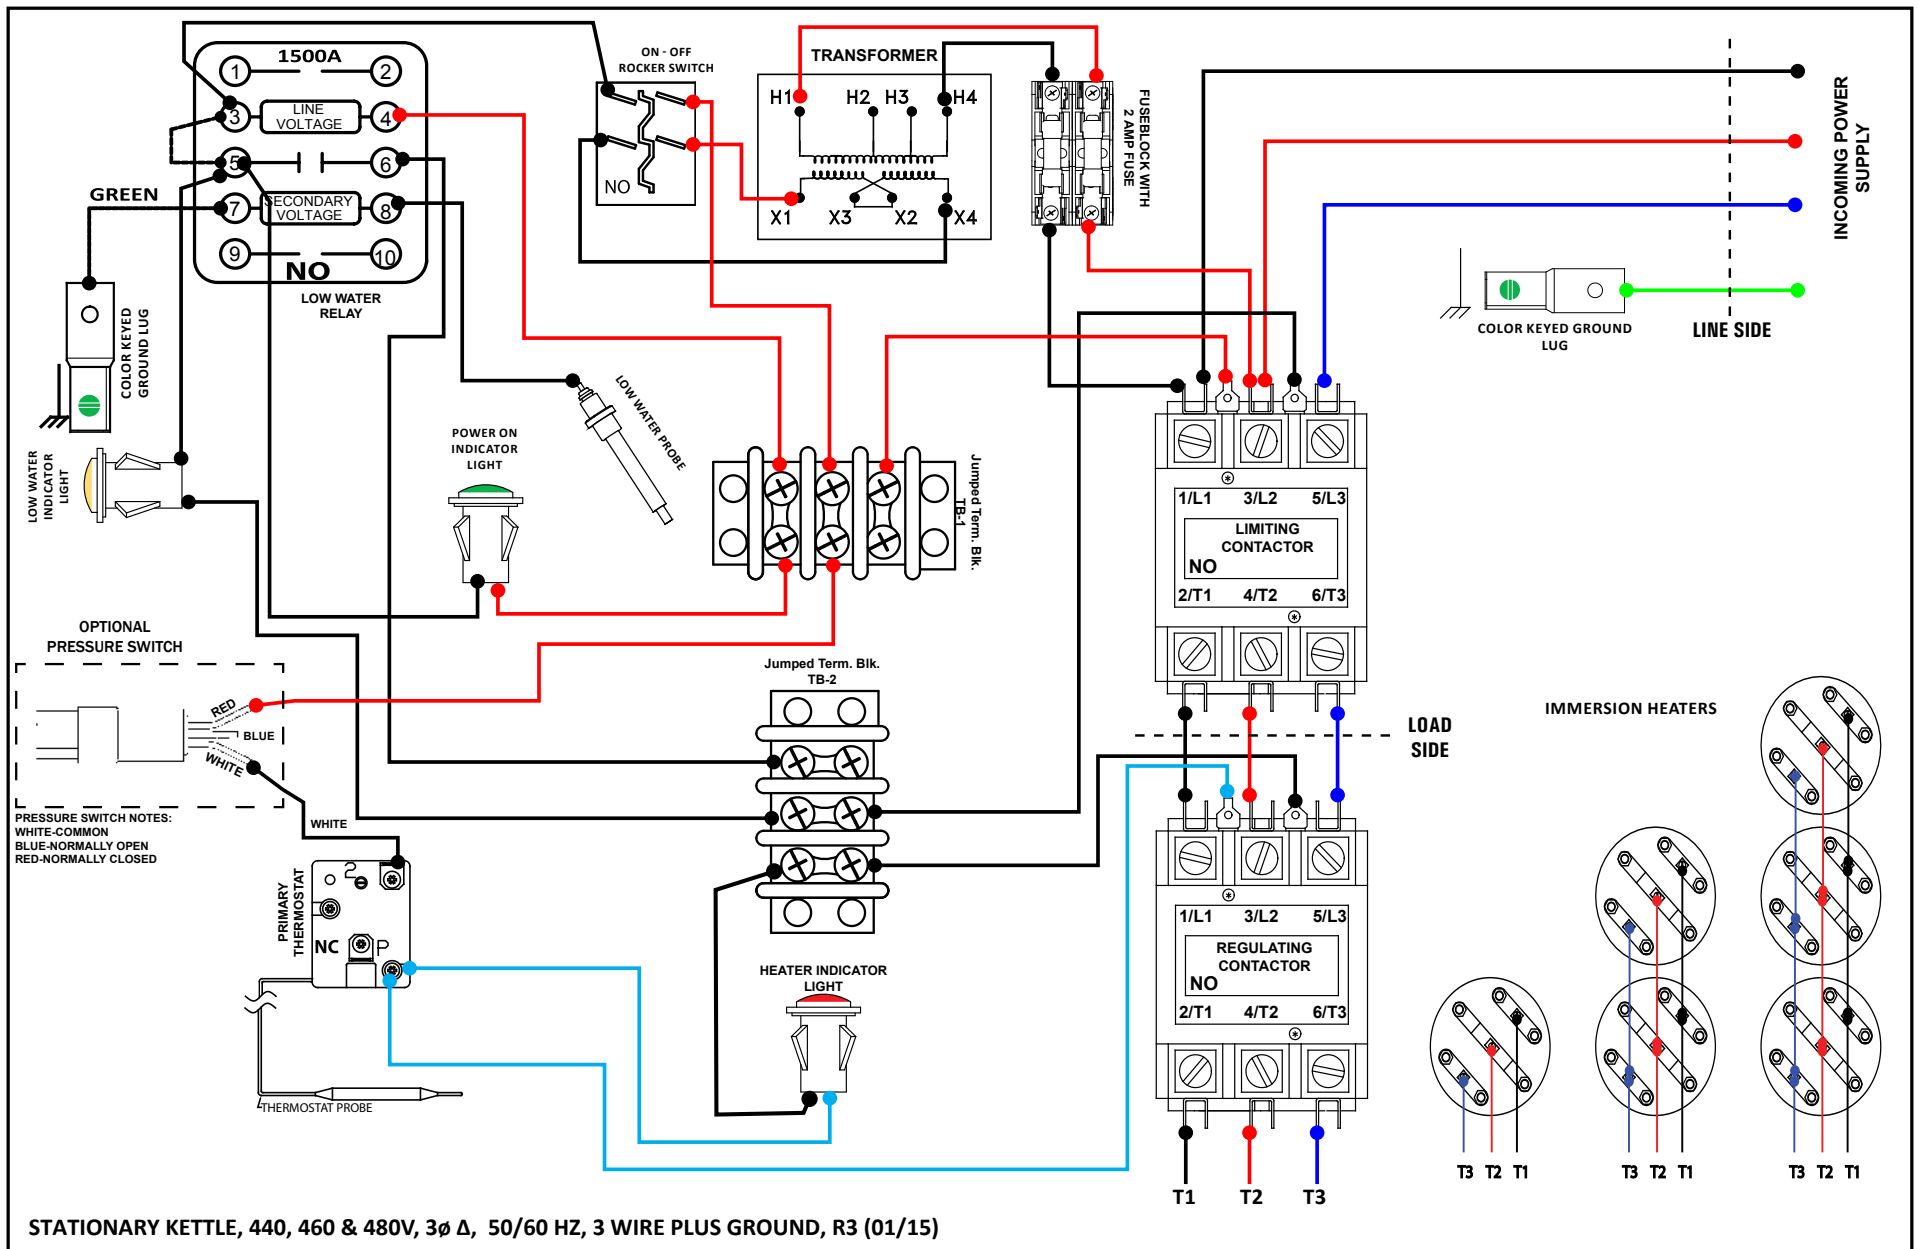 1500A
1
2
3
LINE
VOLTAGE
4
5
6
7
SECONDARY
VOLTAGE
8
9
10
NO
LOW WATER
RELAY
GREEN
COLOR KEYED
GROUND LUG
ON - OFF
ROCKER SWITCH
NO
TRANSFORMER
H1
H2
H3
H4
X1
X3
X2
X4
FUSEBLOCK WITH
2 AMP FUSE
INCOMING POWER
SUPPLY
LINE SIDE
COLOR KEYED GROUND
LUG
LOW WATER
INDICATOR
LIGHT
POWER ON
INDICATOR
LIGHT
LOW WATER PROBE
Jumped Term. Blk.
TB-1
1/L1
3/L2
5/L3
LIMITING
CONTACTOR
NO
2/T1
4/T2
6/T3
OPTIONAL
PRESSURE SWITCH
RED
BLUE
WHITE
PRESSURE SWITCH NOTES:
WHITE-COMMON
BLUE-NORMALLY OPEN
RED-NORMALLY CLOSED
WHITE
Jumped Term. Blk.
TB-2
LOAD
SIDE
IMMERSION HEATERS
PRIMARY
THERMOSTAT
2
NC
P
THERMOSTAT PROBE
HEATER INDICATOR
LIGHT
1/L1
3/L2
5/L3
REGULATING
CONTACTOR
NO
2/T1
4/T2
6/T3
T1
T2
T3
T3
T2
T1
T3
T2
T1
T3
T2
T1
STATIONARY KETTLE, 440, 460 & 480V, 3ø Δ, 50/60 HZ, 3 WIRE PLUS GROUND, R3 (01/15)